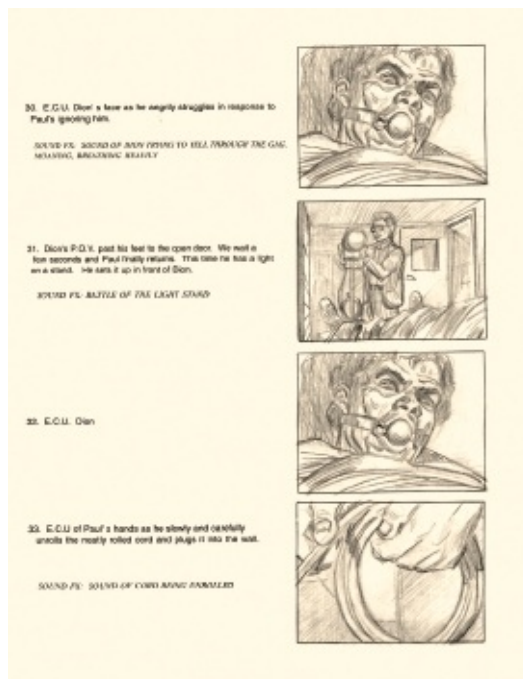 30. E.C.U. Dion's face as he angrily struggles in response to
Paul's ignoring him.
SOUND FX: SOUND OF DION TRYING TO YELL THROUGH THE GAG,
MOANING, BREATHING HEAVILY
31. Dion's P.O.V. past his feet to the open door. We wait a
few seconds and Paul finally returns. This time he has a light
on a stand. He sets it up in front of Dion.
SOUND FX: RATTLE OF THE LIGHT STAND
32. E.C.U. Dion
33. E.C.U of Paul's hands as he slowly and carefully
unrolls the neatly rolled cord and plugs it into the wall.
SOUND FX: SOUND OF CORD BEING UNROLLED